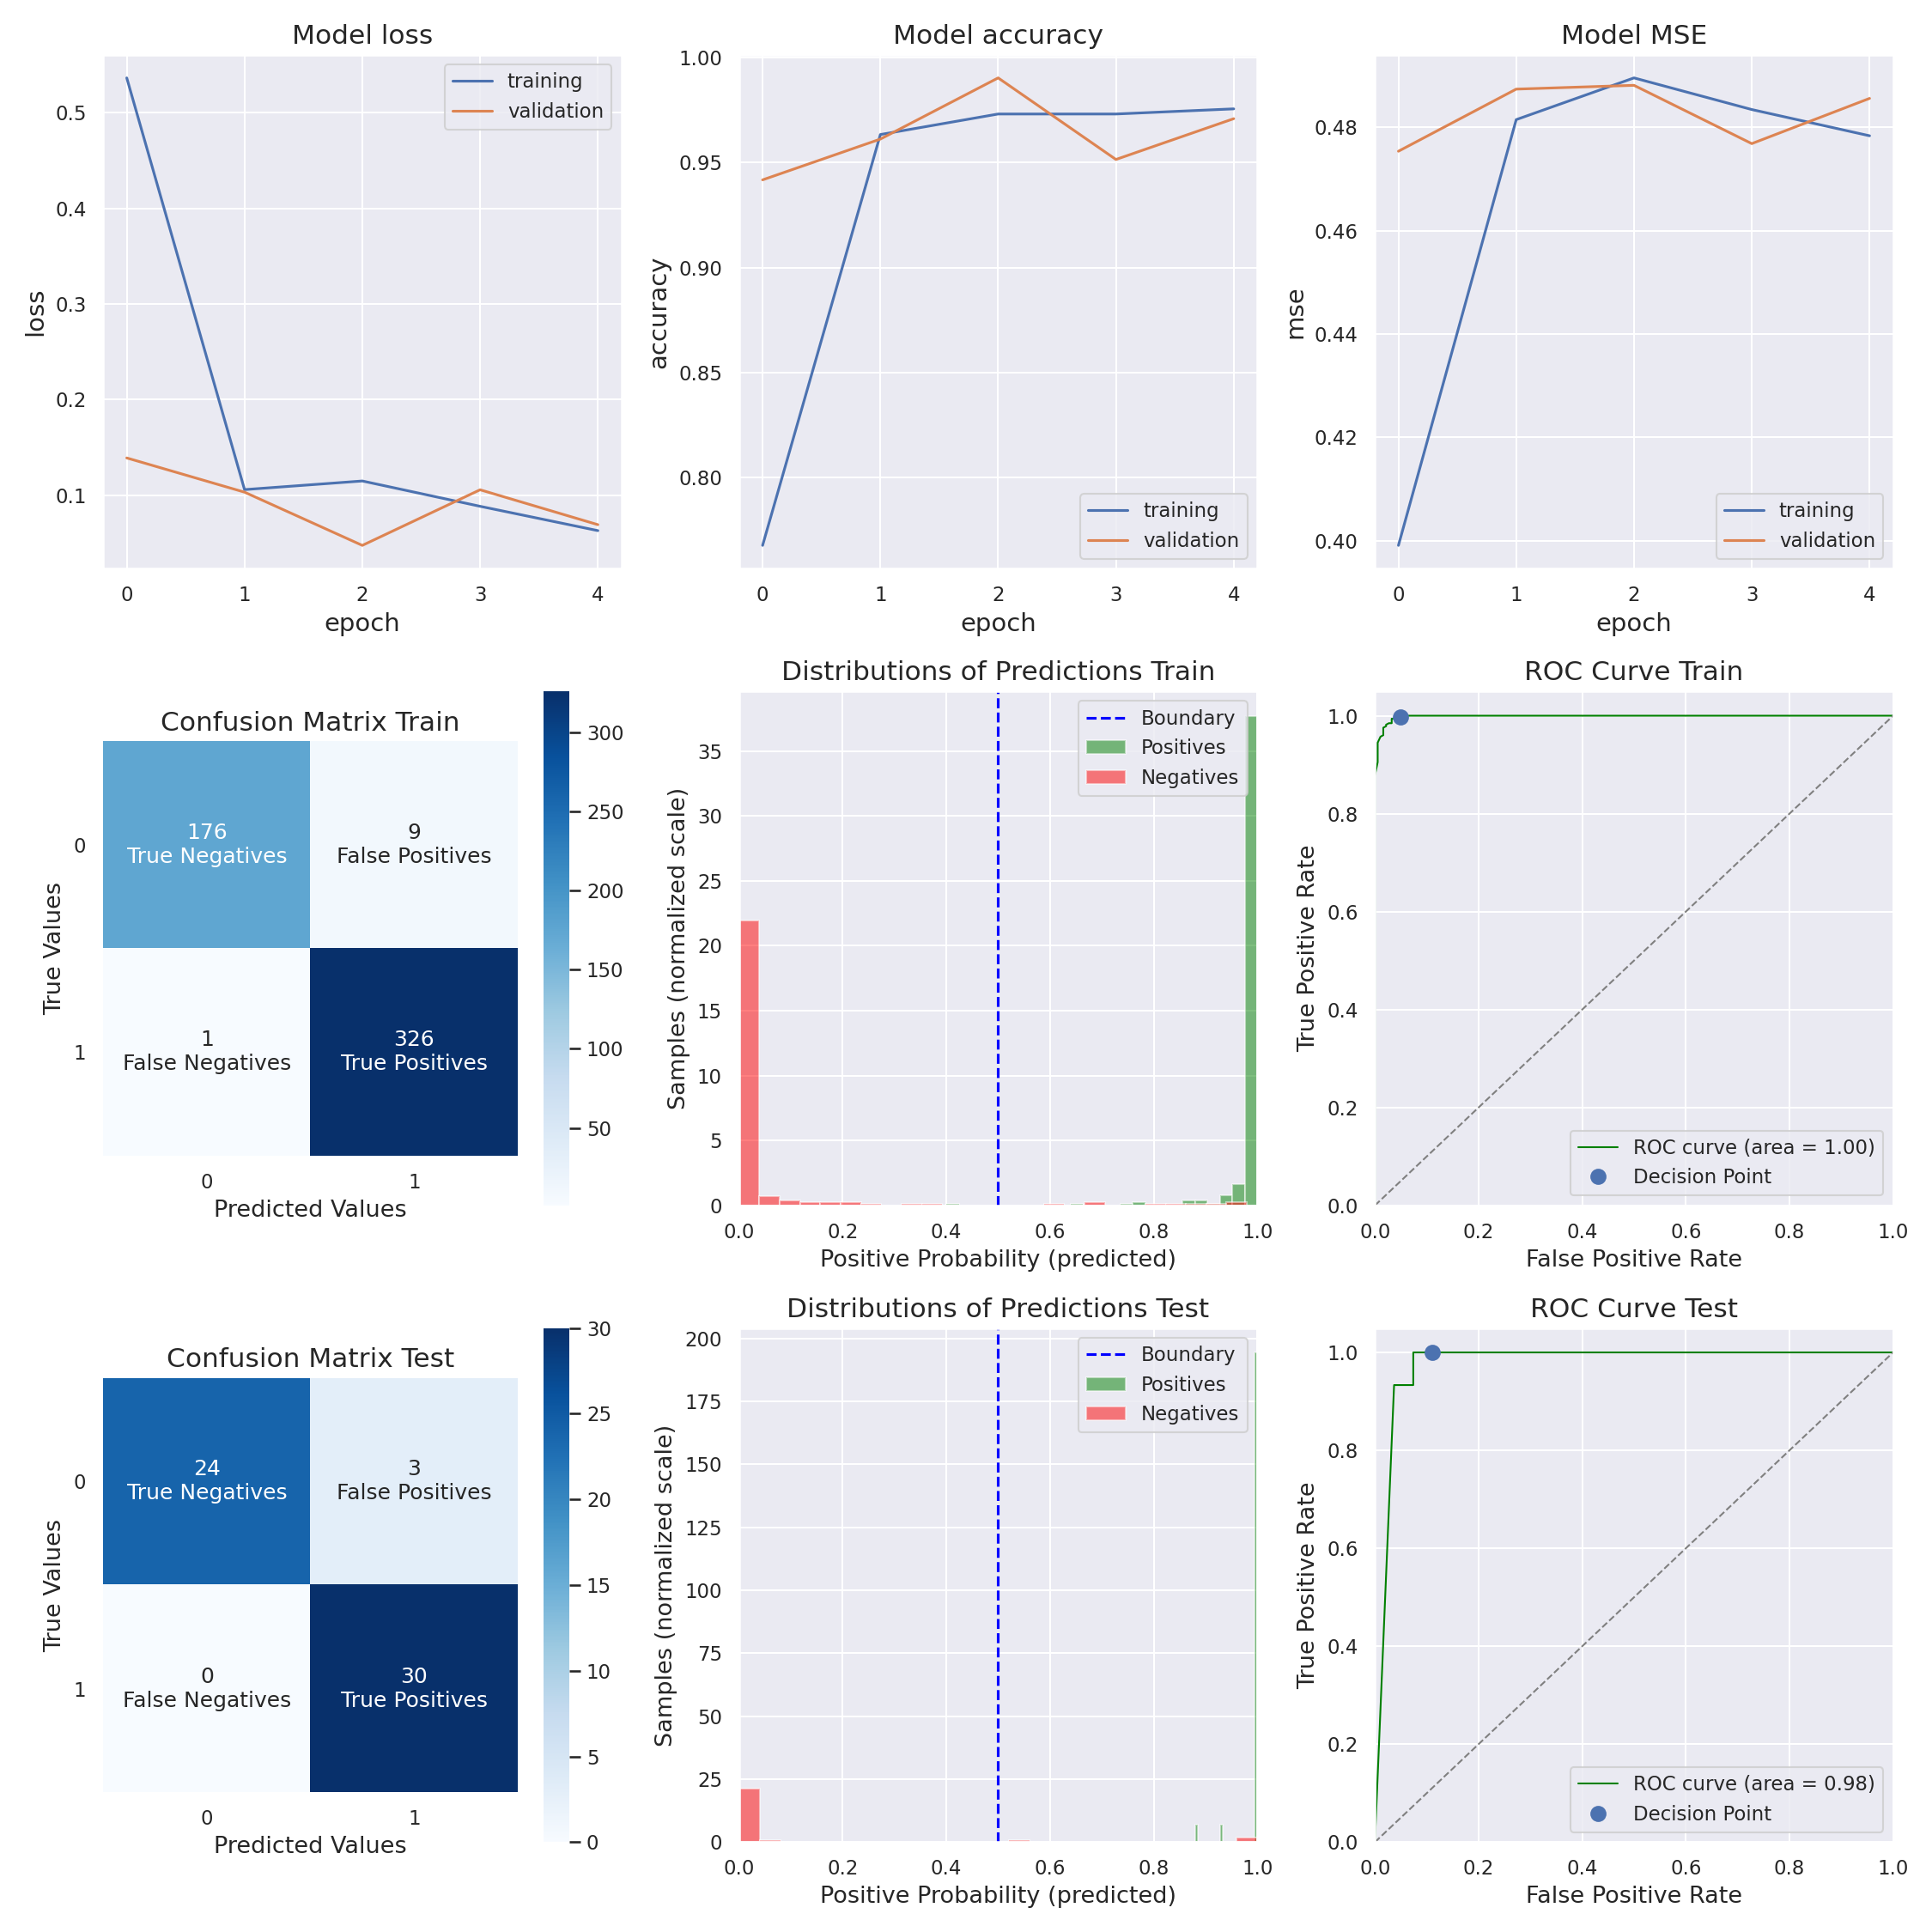 Model loss
training
validation
0.5
0.4
0.3
0.2
0.1
loss
0
1
2
3
4
epoch
Model accuracy
1.00
0.95
0.90
0.85
0.80
accuracy
training
validation
0
1
2
3
4
epoch
Model MSE
0.48
0.46
0.44
0.42
0.40
mse
training
validation
0
1
2
3
4
epoch
Confusion Matrix Train
176
True Negatives
9
False Positives
1
False Negatives
326
True Positives
True Values
0
1
0
1
Predicted Values
300
250
200
150
100
50
Distributions of Predictions Train
Boundary
Positives
Negatives
Samples (normalized scale)
35
30
25
20
15
10
5
0
0.0
0.2
0.4
0.6
0.8
1.0
Positive Probability (predicted)
ROC Curve Train
True Positive Rate
1.0
0.8
0.6
0.4
0.2
0.0
ROC curve (area = 1.00)
Decision Point
0.0
0.2
0.4
0.6
0.8
1.0
False Positive Rate
Confusion Matrix Test
24
True Negatives
3
False Positives
0
False Negatives
30
True Positives
True Values
0
1
0
1
Predicted Values
30
25
20
15
10
5
0
Distributions of Predictions Test
Boundary
Positives
Negatives
Samples (normalized scale)
200
175
150
125
100
75
50
25
0
0.0
0.2
0.4
0.6
0.8
1.0
Positive Probability (predicted)
ROC Curve Test
True Positive Rate
1.0
0.8
0.6
0.4
0.2
0.0
ROC curve (area = 0.98)
Decision Point
0.0
0.2
0.4
0.6
0.8
1.0
False Positive Rate